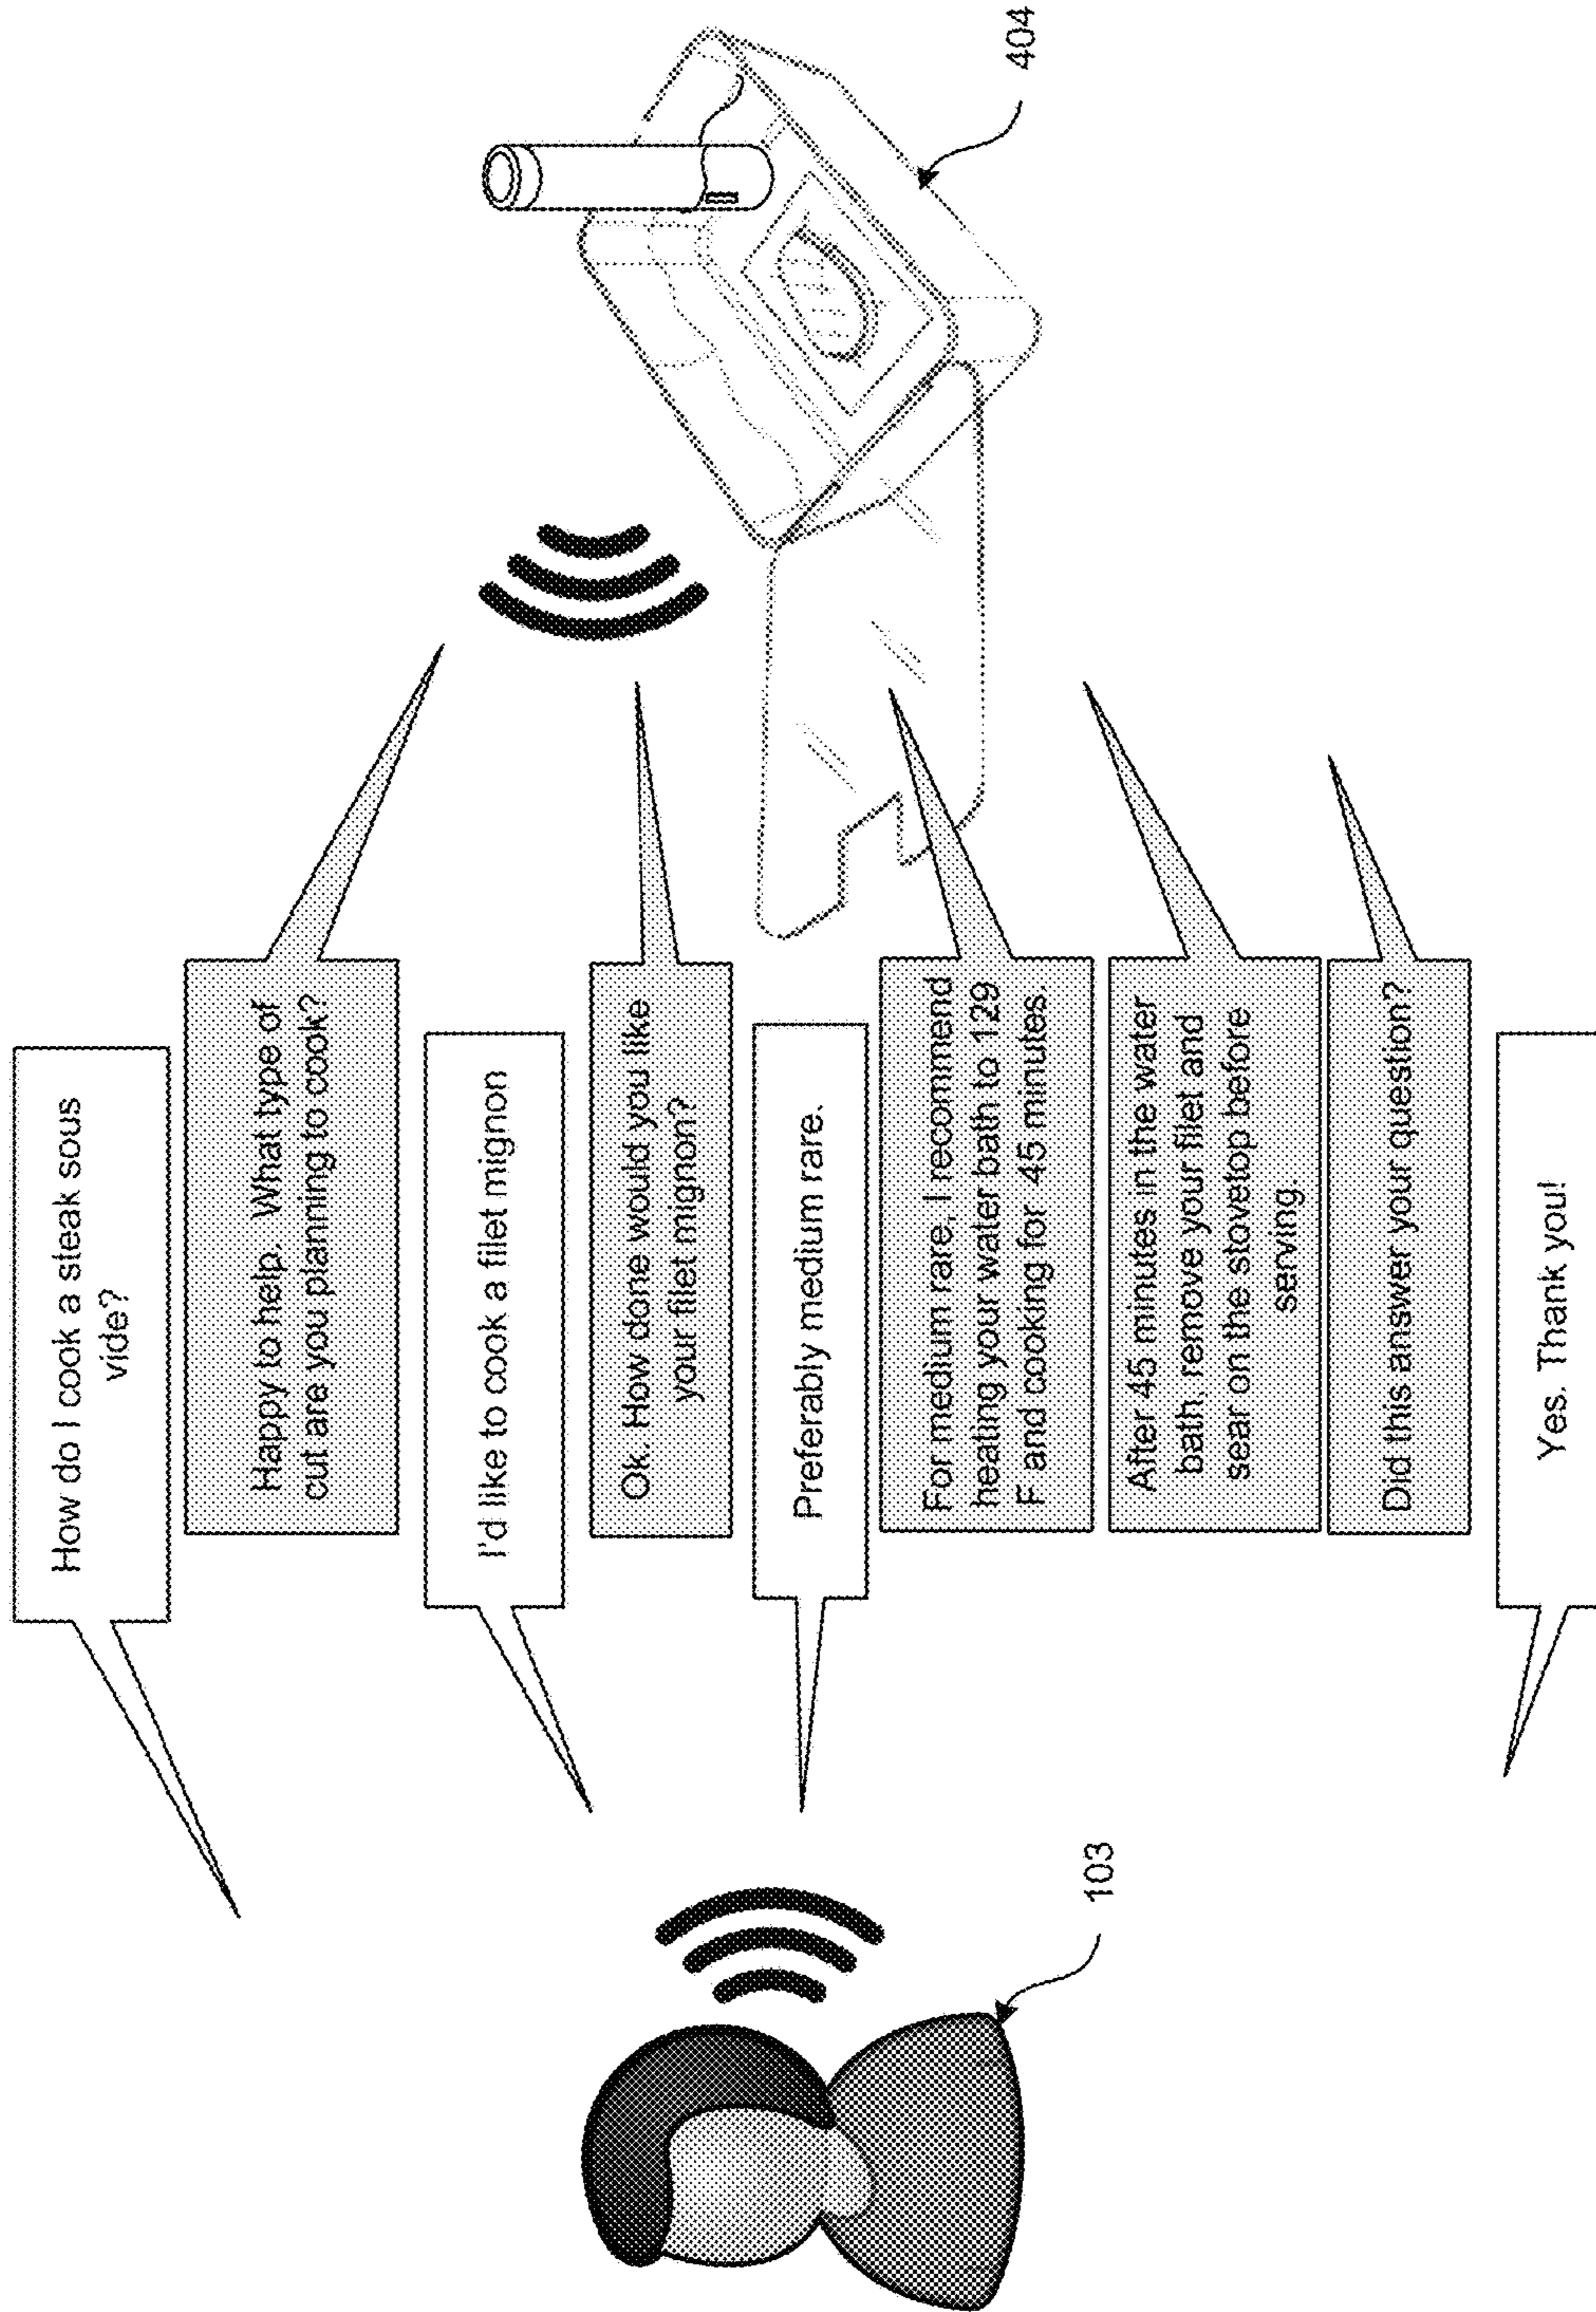 How do I cook a steak sous
vide?
Happy to help. What type of
cut are you planning to cook?
I'd like to cook a filet mignon
Ok. How done would you like
your filet mignon?
Preferably medium rare.
For medium rare, I recommend
heating your water bath to 129
F and cooking for 45 minutes.
After 45 minutes in the water
bath, remove your filet and
sear on the stovetop before
serving.
Did this answer your question?
Yes. Thank you!
103
404